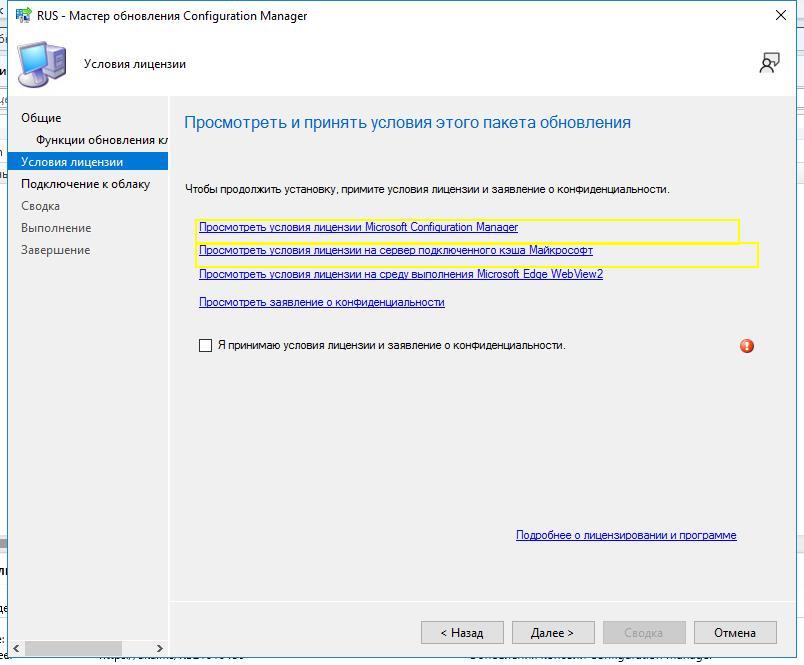 RUS - Мастер обновления Configuration Manager
Условия лицензии
Общие
Функции обновления кл
Условия лицензии
Подключение к облаку
Сводка
Выполнение
Завершение
Просмотреть и принять условия этого пакета обновления
Чтобы продолжить установку, примите условия лицензии и заявление о конфиденциальности.
Просмотреть условия лицензии Microsoft Configuration Manager
Просмотреть условия лицензии на сервер подключенного кэша Майкрософт
Просмотреть условия лицензии на среду выполнения Microsoft Edge WebView2
Просмотреть заявление о конфиденциальности
Я принимаю условия лицензии и заявление о конфиденциальности.
Подробнее о лицензировании и программе
< Назад
Далее >
Сводка
Отмена